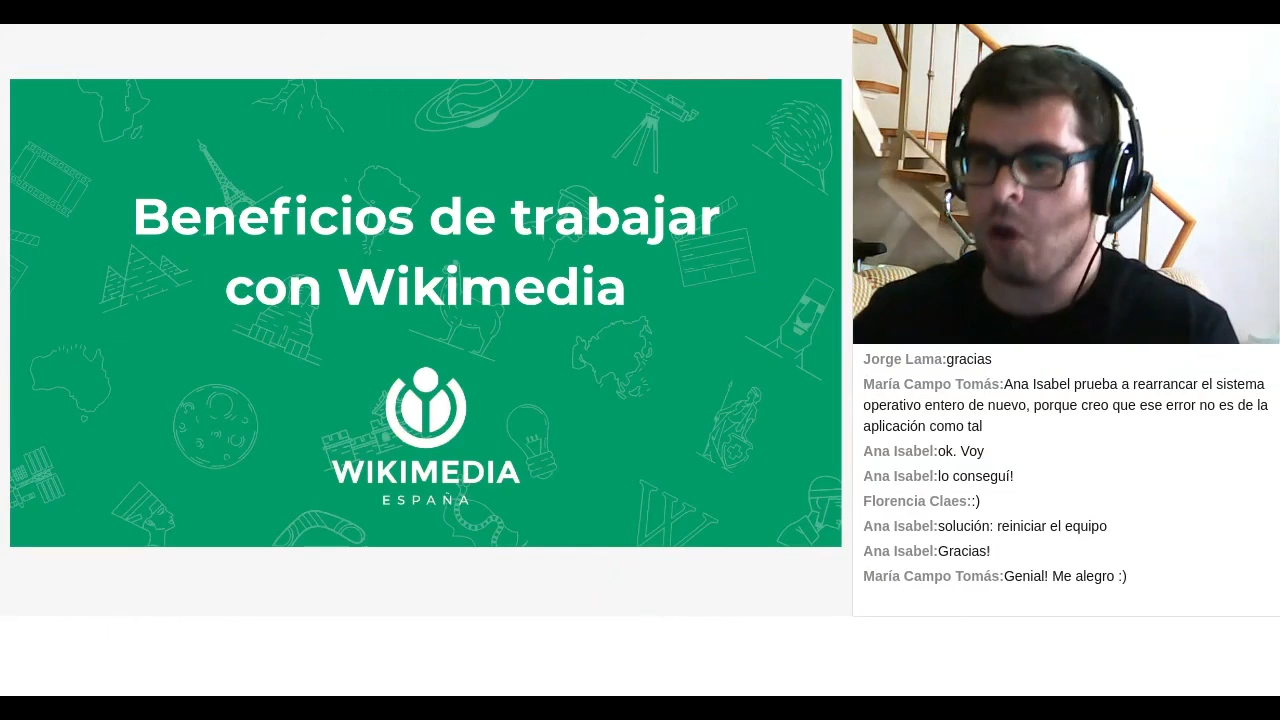 Beneficios de trabajar
con Wikimedia
WIKIMEDIA
ESPAÑA
Jorge Lama:gracias
María Campo Tomás:Ana Isabel prueba a rearrancar el sistema
operativo entero de nuevo, porque creo que ese error no es de la
aplicación como tal
Ana Isabel:ok. Voy
Ana Isabel:lo conseguí!
Florencia Claes::)
Ana Isabel:solución: reiniciar el equipo
Ana Isabel:Gracias!
María Campo Tomás:Genial! Me alegro :)